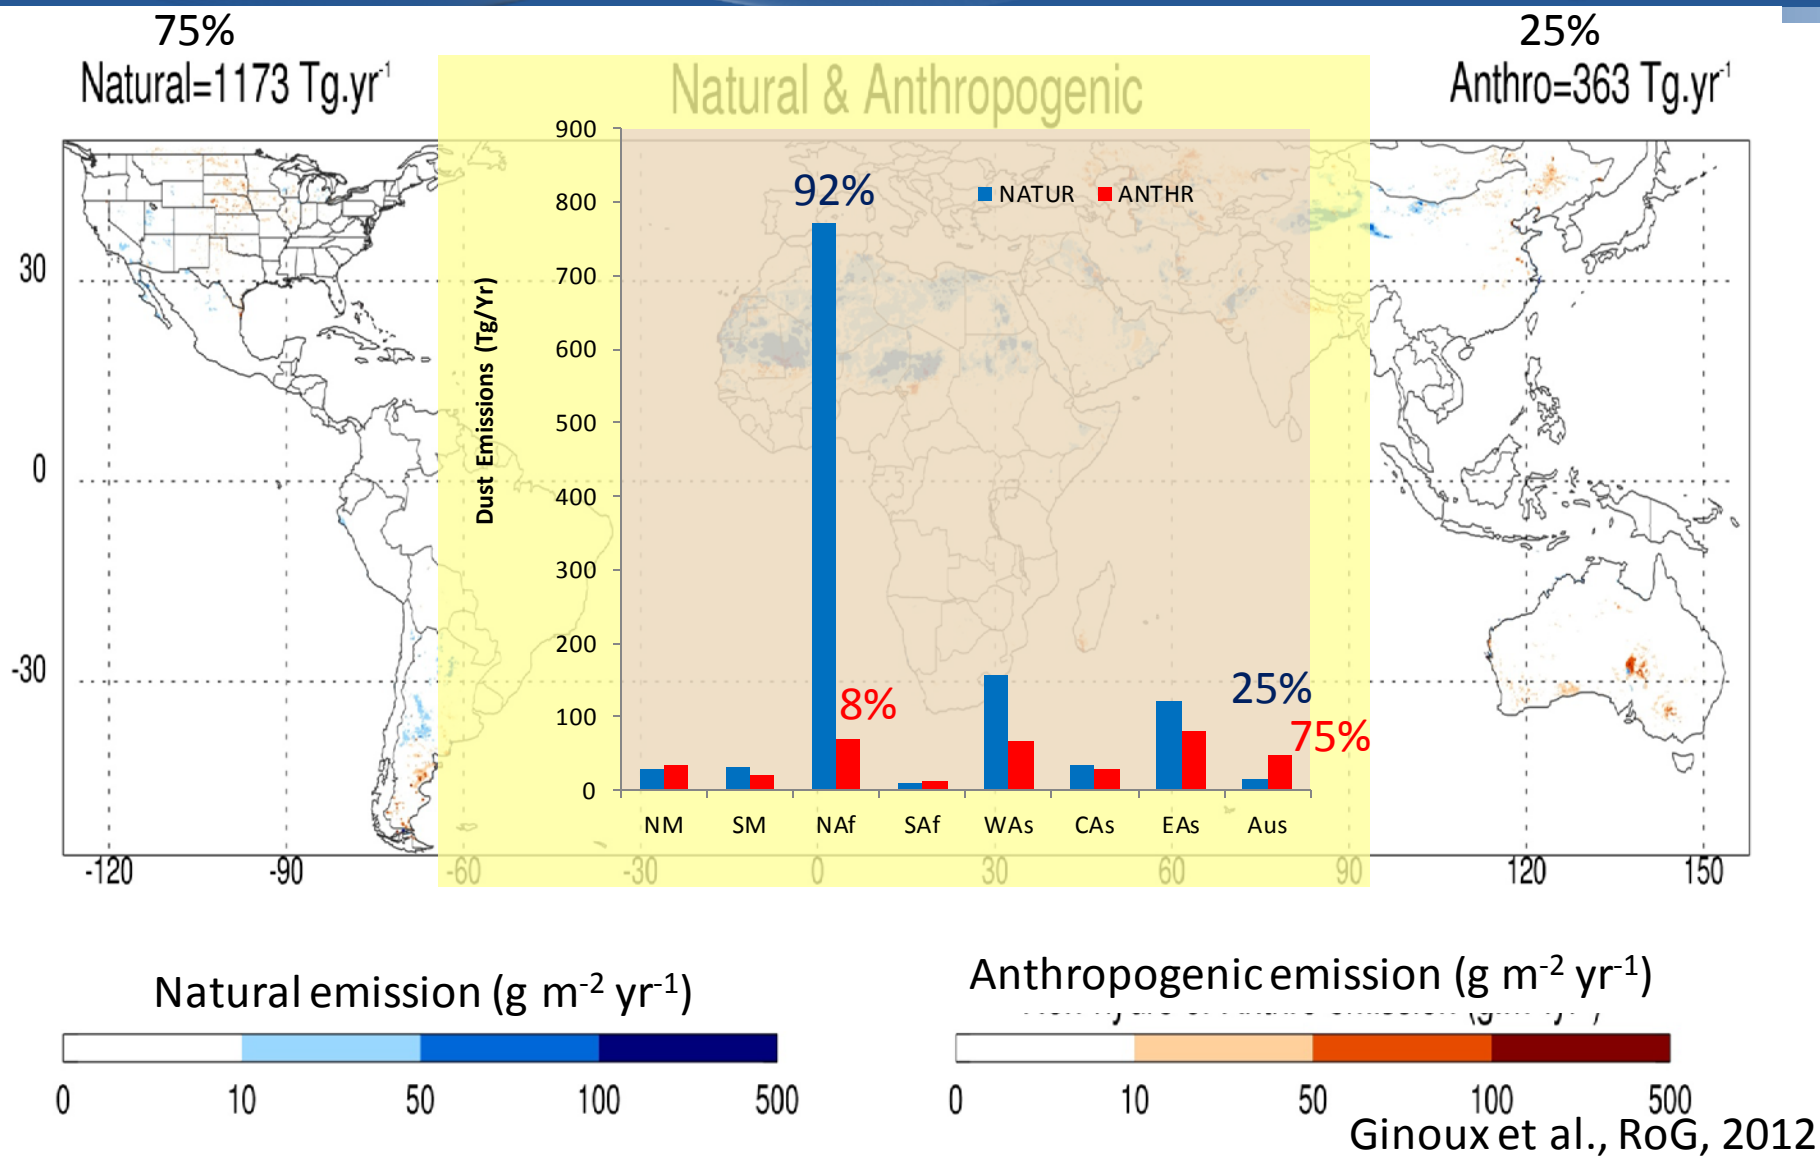 75%
25%
Natural=1173 Tg.yr⁻¹
Natural & Anthropogenic
Anthro=363 Tg.yr⁻¹
900
800
700
600
500
400
300
200
100
0
Dust Emissions (Tg/Yr)
NATUR
ANTHR
92%
8%
25%
75%
NM
SM
NAf
SAf
WAs
CAs
EAs
Aus
30
0
-30
-120
-90
-60
-30
0
30
60
90
120
150
Natural emission (g m⁻² yr⁻¹)
0
10
50
100
500
Anthropogenic emission (g m⁻² yr⁻¹)
0
10
50
100
500
Ginoux et al., RoG, 2012